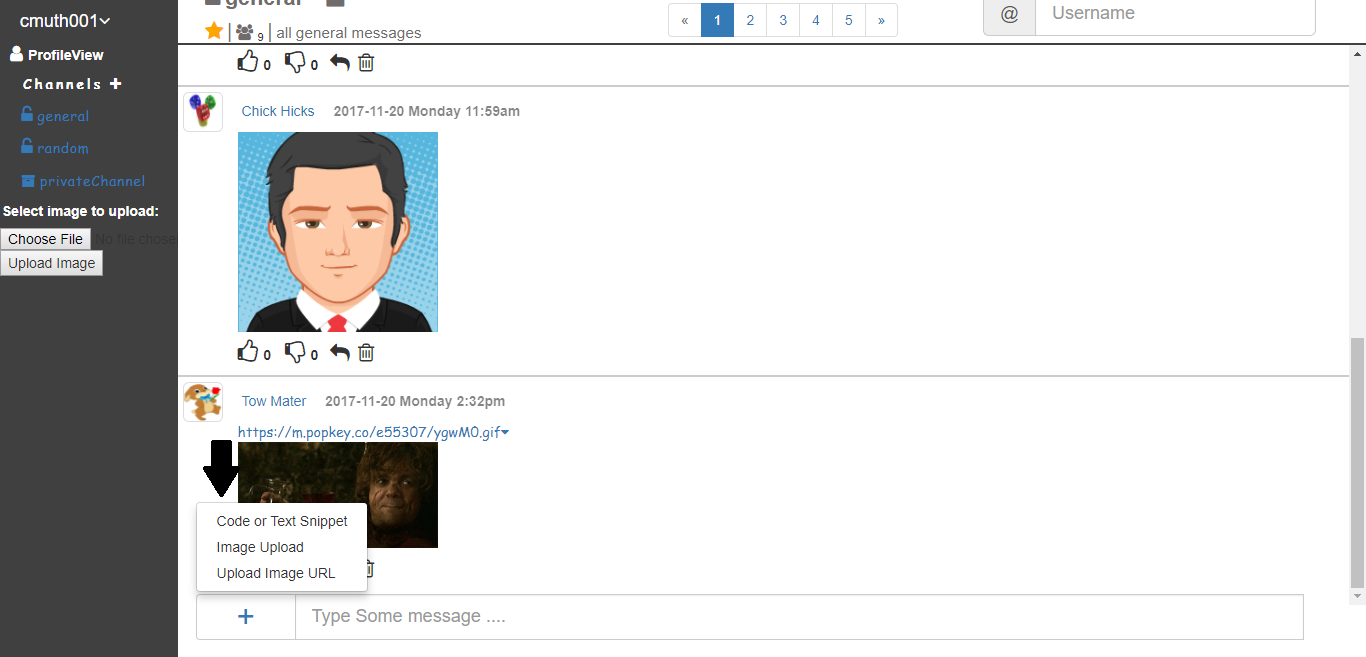 cmuth001
ProfileView
Channels +
general
random
privateChannel
Select image to upload:
Choose File No file chose
Upload Image
general
9 | all general messages
« 1 2 3 4 5 »
@ Username
0 0
Chick Hicks 2017-11-20 Monday 11:59am
0 0
Tow Mater 2017-11-20 Monday 2:32pm
https://m.popkey.co/e55307/ygwM0.gif
Code or Text Snippet
Image Upload
Upload Image URL
+ Type Some message ....